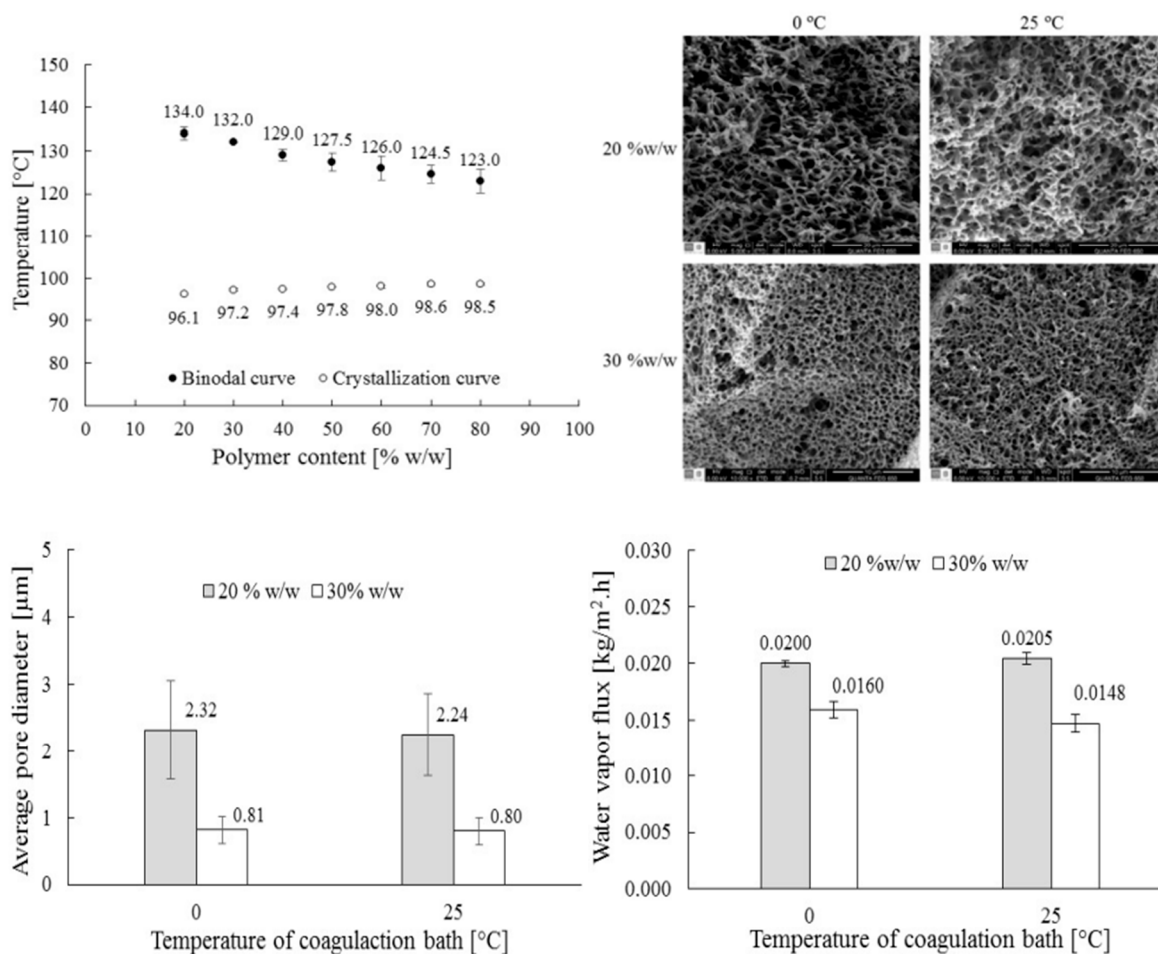 150
140
130
120
110
100
90
80
70
Temperature [°C]
134.0
132.0
129.0
127.5
126.0
124.5
123.0
96.1
97.2
97.4
97.8
98.0
98.6
98.5
Binodal curve
Crystallization curve
0 10 20 30 40 50 60 70 80 90 100
Polymer content [% w/w]
0 ºC
25 ºC
20 %w/w
30 %w/w
5
4
3
2
1
0
Average pore diameter [µm]
20 % w/w
30% w/w
2.32
0.81
2.24
0.80
0
25
Temperature of coagulaction bath [°C]
0.030
0.025
0.020
0.015
0.010
0.005
0.000
Water vapor flux [kg/m².h]
20 %w/w
30% w/w
0.0200
0.0160
0.0205
0.0148
0
25
Temperature of coagulation bath [°C]